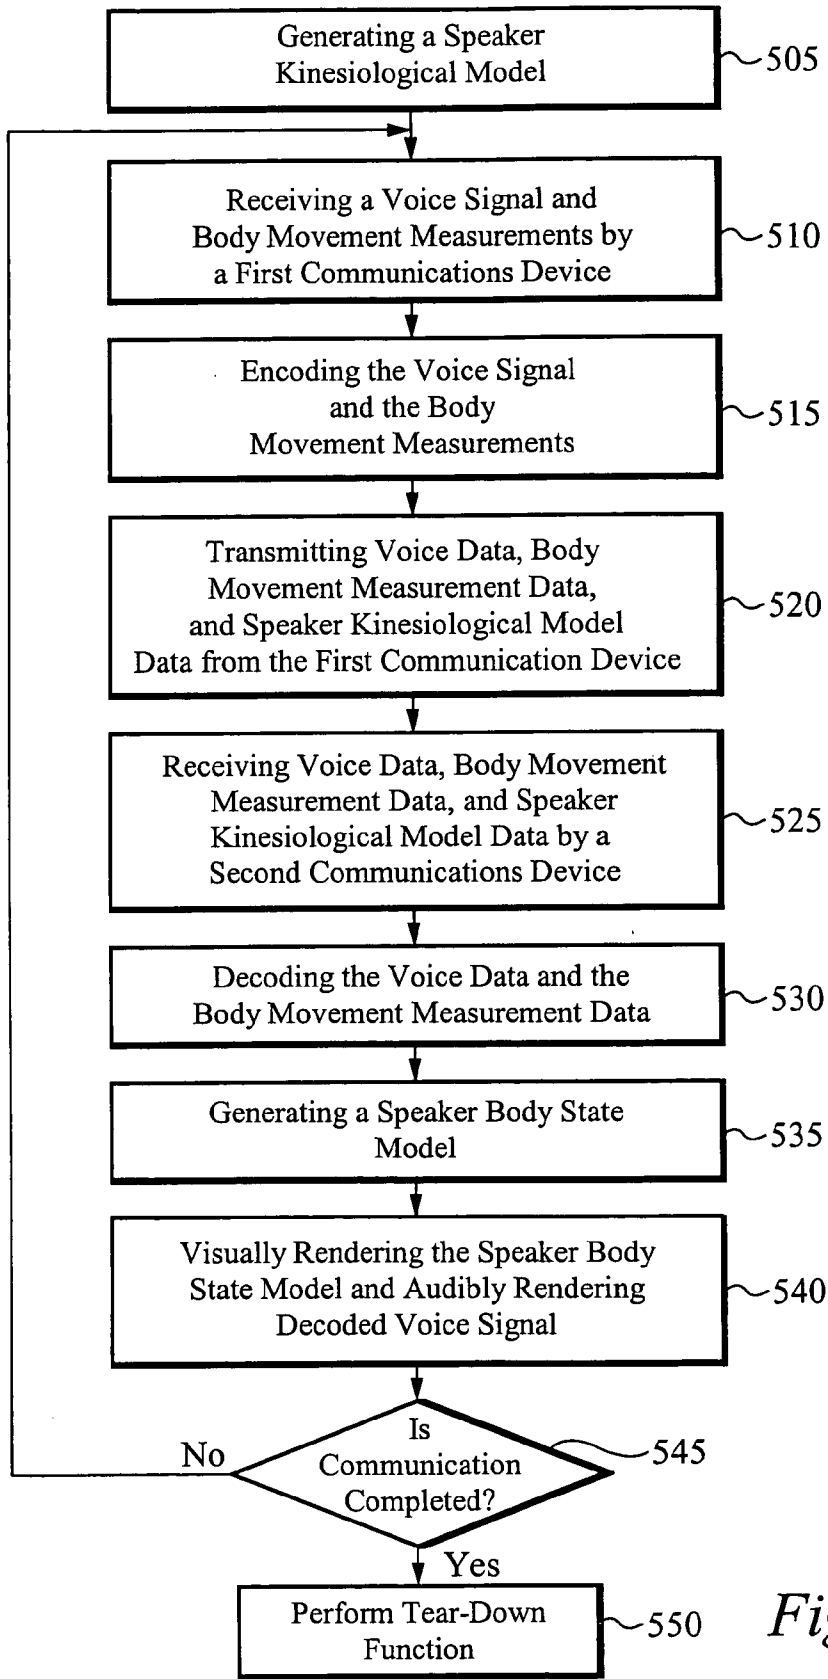 Generating a Speaker
Kinesiological Model
505
Receiving a Voice Signal and
Body Movement Measurements by
a First Communications Device
510
Encoding the Voice Signal
and the Body
Movement Measurements
515
Transmitting Voice Data, Body
Movement Measurement Data,
and Speaker Kinesiological Model
Data from the First Communication Device
520
Receiving Voice Data, Body Movement
Measurement Data, and Speaker
Kinesiological Model Data by a
Second Communications Device
525
Decoding the Voice Data and the
Body Movement Measurement Data
530
Generating a Speaker Body State
Model
535
Visually Rendering the Speaker Body
State Model and Audibly Rendering
Decoded Voice Signal
540
Is
Communication
Completed?
545
No
Yes
Perform Tear-Down
Function
550